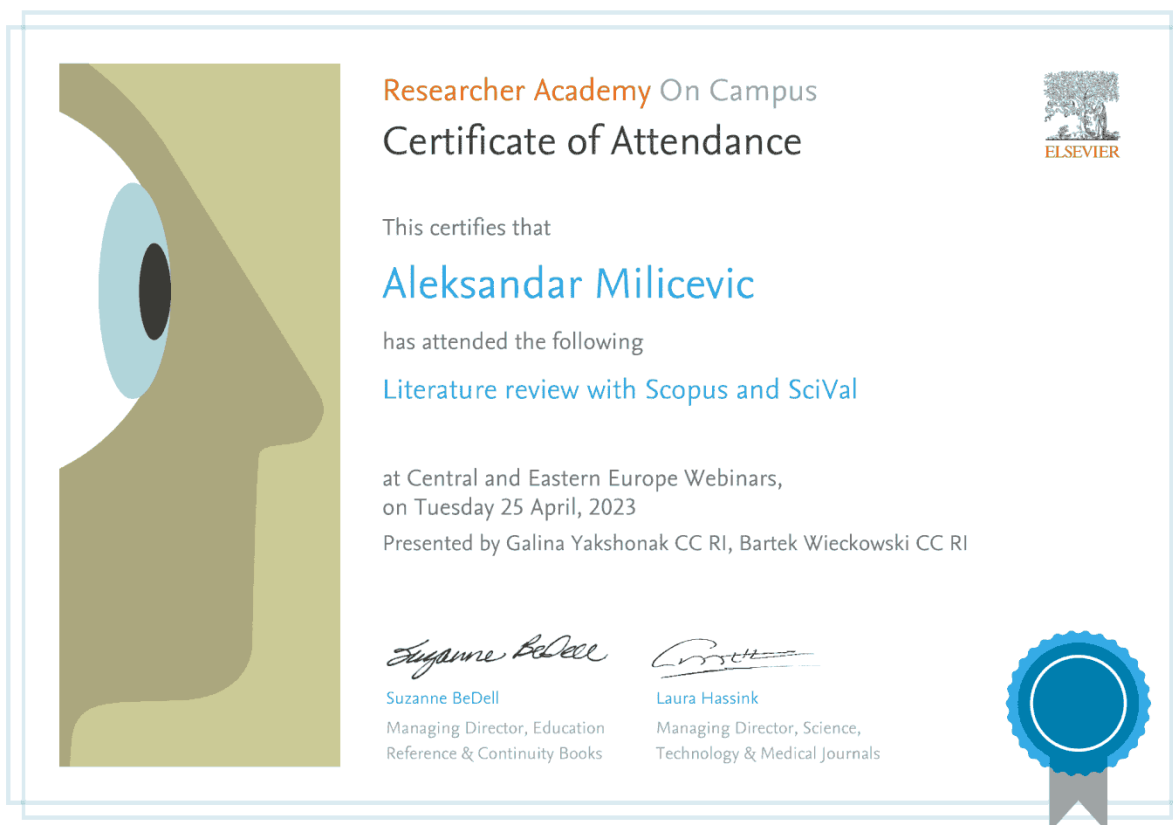 Researcher Academy On Campus
Certificate of Attendance
ELSEVIER
This certifies that
Aleksandar Milicevic
has attended the following
Literature review with Scopus and SciVal
at Central and Eastern Europe Webinars,
on Tuesday 25 April, 2023
Presented by Galina Yakshonak CC RI, Bartek Wieckowski CC RI
Suzanne BeDell
Suzanne BeDell
Managing Director, Education
Reference & Continuity Books
Laura Hassink
Managing Director, Science,
Technology & Medical Journals